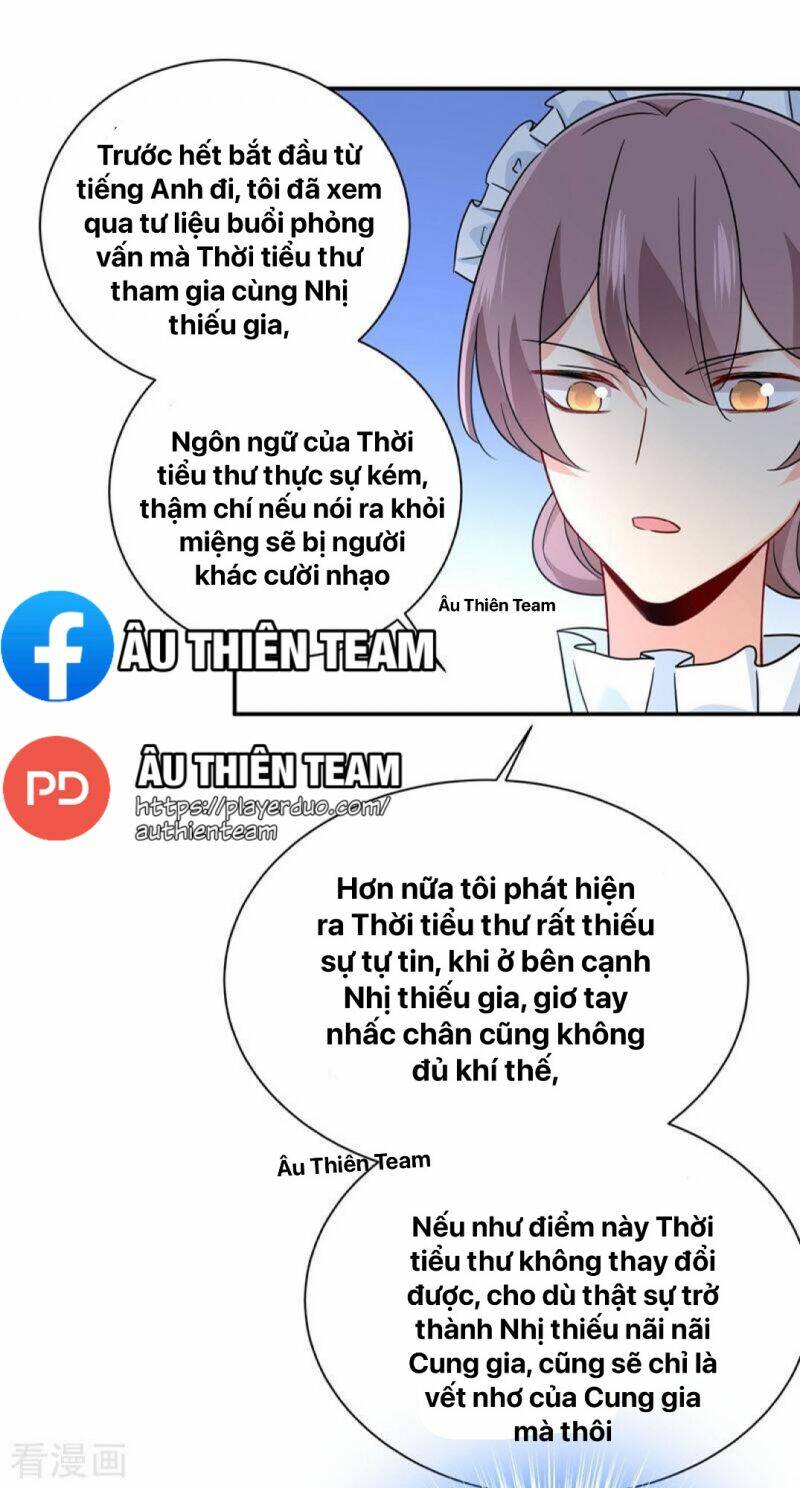 Trước hết bắt đầu từ
tiếng Anh đi, tôi đã xem
qua tư liệu buổi phỏng
vấn mà Thời tiểu thư
tham gia cùng Nhị
thiếu gia,
Ngôn ngữ của Thời
tiểu thư thực sự kém,
thậm chí nếu nói ra khỏi
miệng sẽ bị người
khác cười nhạo
Âu Thiên Team
f ÂU THIÊN TEAM
PD ÂU THIÊN TEAM
https://playerduo.com/
authienteam
Hơn nữa tôi phát hiện
ra Thời tiểu thư rất thiếu
sự tự tin, khi ở bên cạnh
Nhị thiếu gia, giơ tay
nhấc chân cũng không
đủ khí thế,
Âu Thiên Team
Nếu như điểm này Thời
tiểu thư không thay đổi
được, cho dù thật sự trở
thành Nhị thiếu nãi nãi
Cung gia, cũng sẽ chỉ là
vết nhơ của Cung gia
mà thôi
看漫画